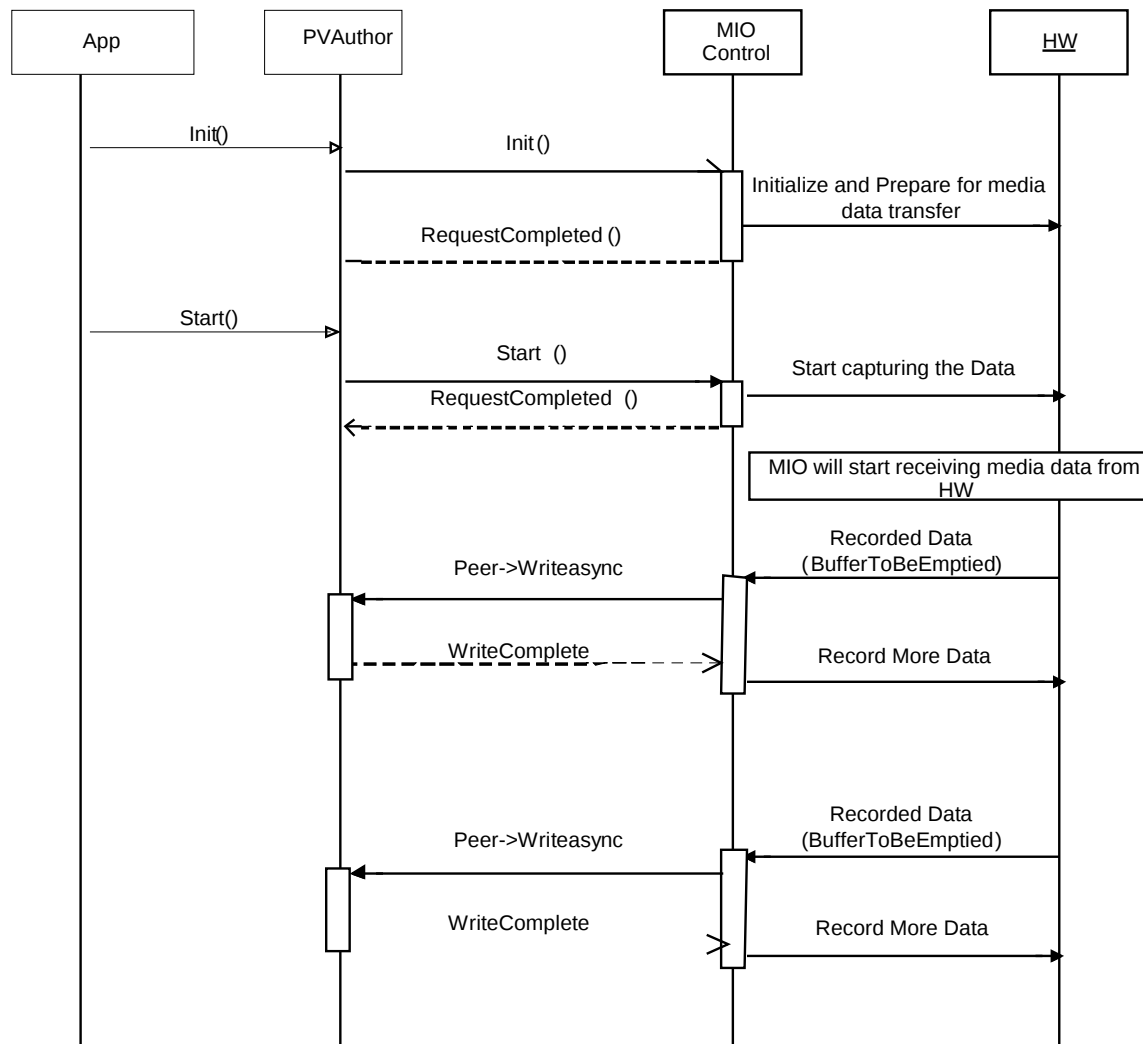 App
PVAuthor
MIO
Control
HW
Init()
Init()
Initialize and Prepare for media
data transfer
RequestCompleted ()
Start()
Start ()
Start capturing the Data
RequestCompleted ()
MIO will start receiving media data from
HW
Recorded Data
(BufferToBeEmptied)
Peer->Writeasync
WriteComplete
Record More Data
Recorded Data
(BufferToBeEmptied)
Peer->Writeasync
WriteComplete
Record More Data